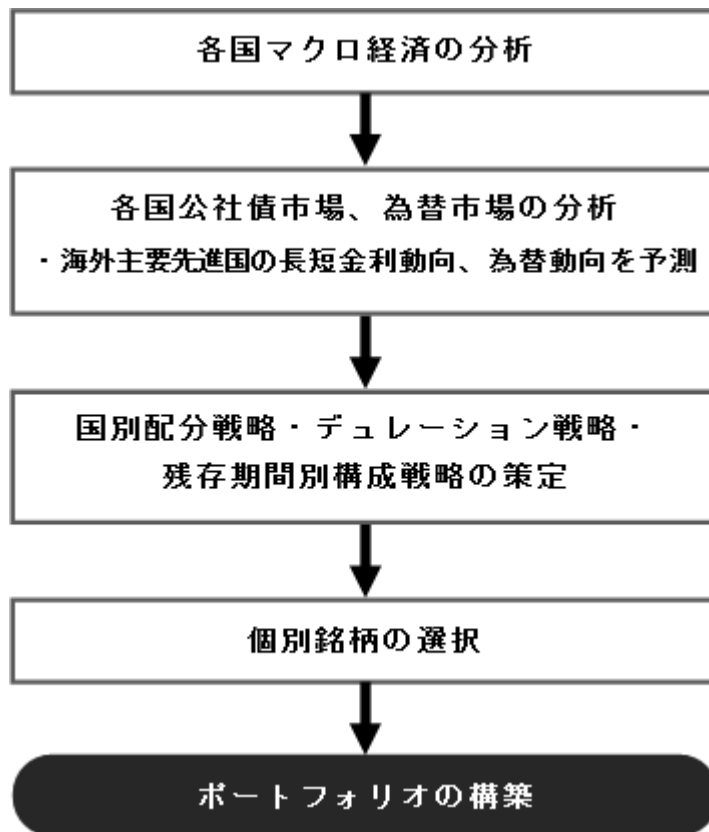 各国マクロ経済の分析
各国公社債市場、為替市場の分析
・海外主要先進国の長短金利動向、為替動向を予測
国別配分戦略・デュレーション戦略・
残存期間別構成戦略の策定
個別銘柄の選択
ポートフォリオの構築